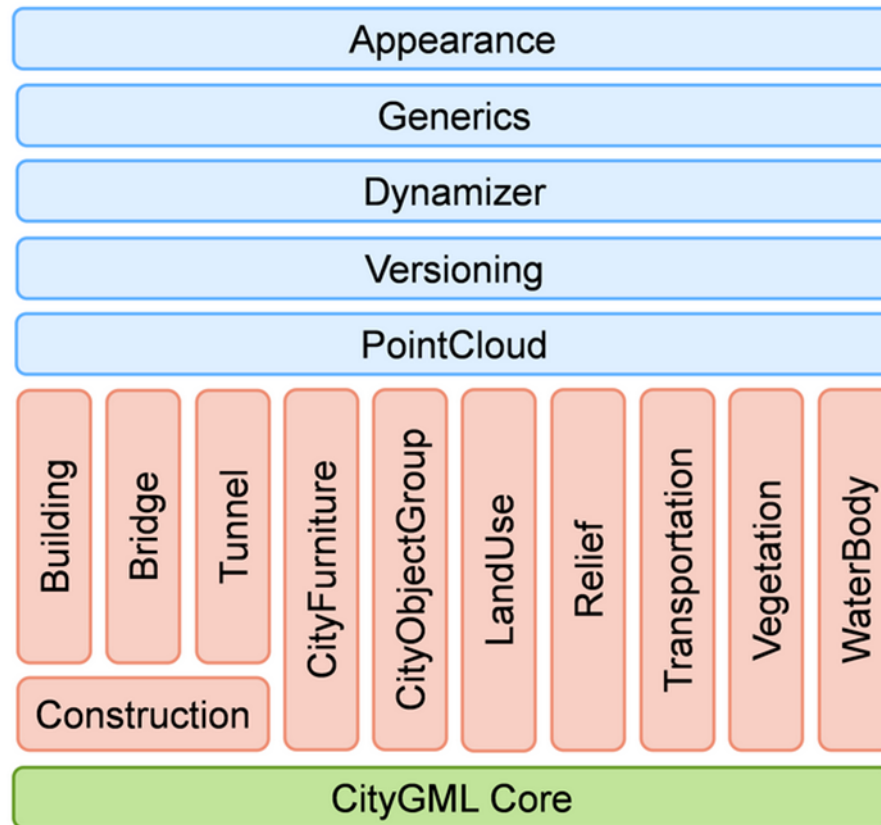 Appearance
Generics
Dynamizer
Versioning
PointCloud
Building
Bridge
Tunnel
CityFurniture
CityObjectGroup
LandUse
Relief
Transportation
Vegetation
WaterBody
Construction
CityGML Core